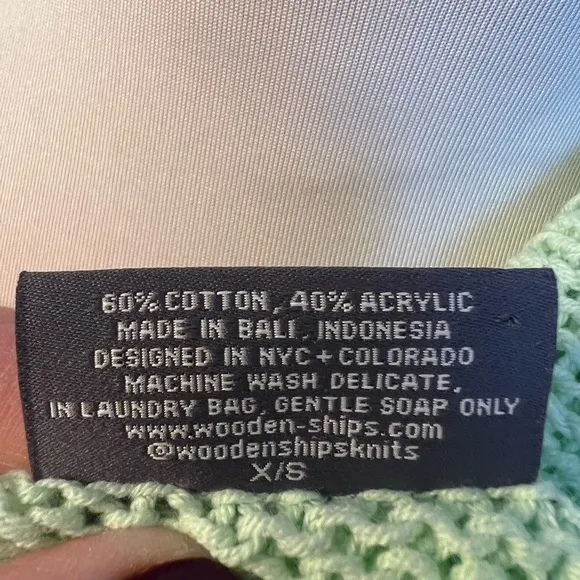 60% COTTON, 40% ACRYLIC
MADE IN BALI, INDONESIA
DESIGNED IN NYC + COLORADO
MACHINE WASH DELICATE,
IN LAUNDRY BAG, GENTLE SOAP ONLY
www.wooden-ships.com
@woodenshipsknits
X/S